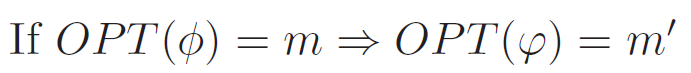 If OPT(ϕ) = m ⇒ OPT(φ) = m′